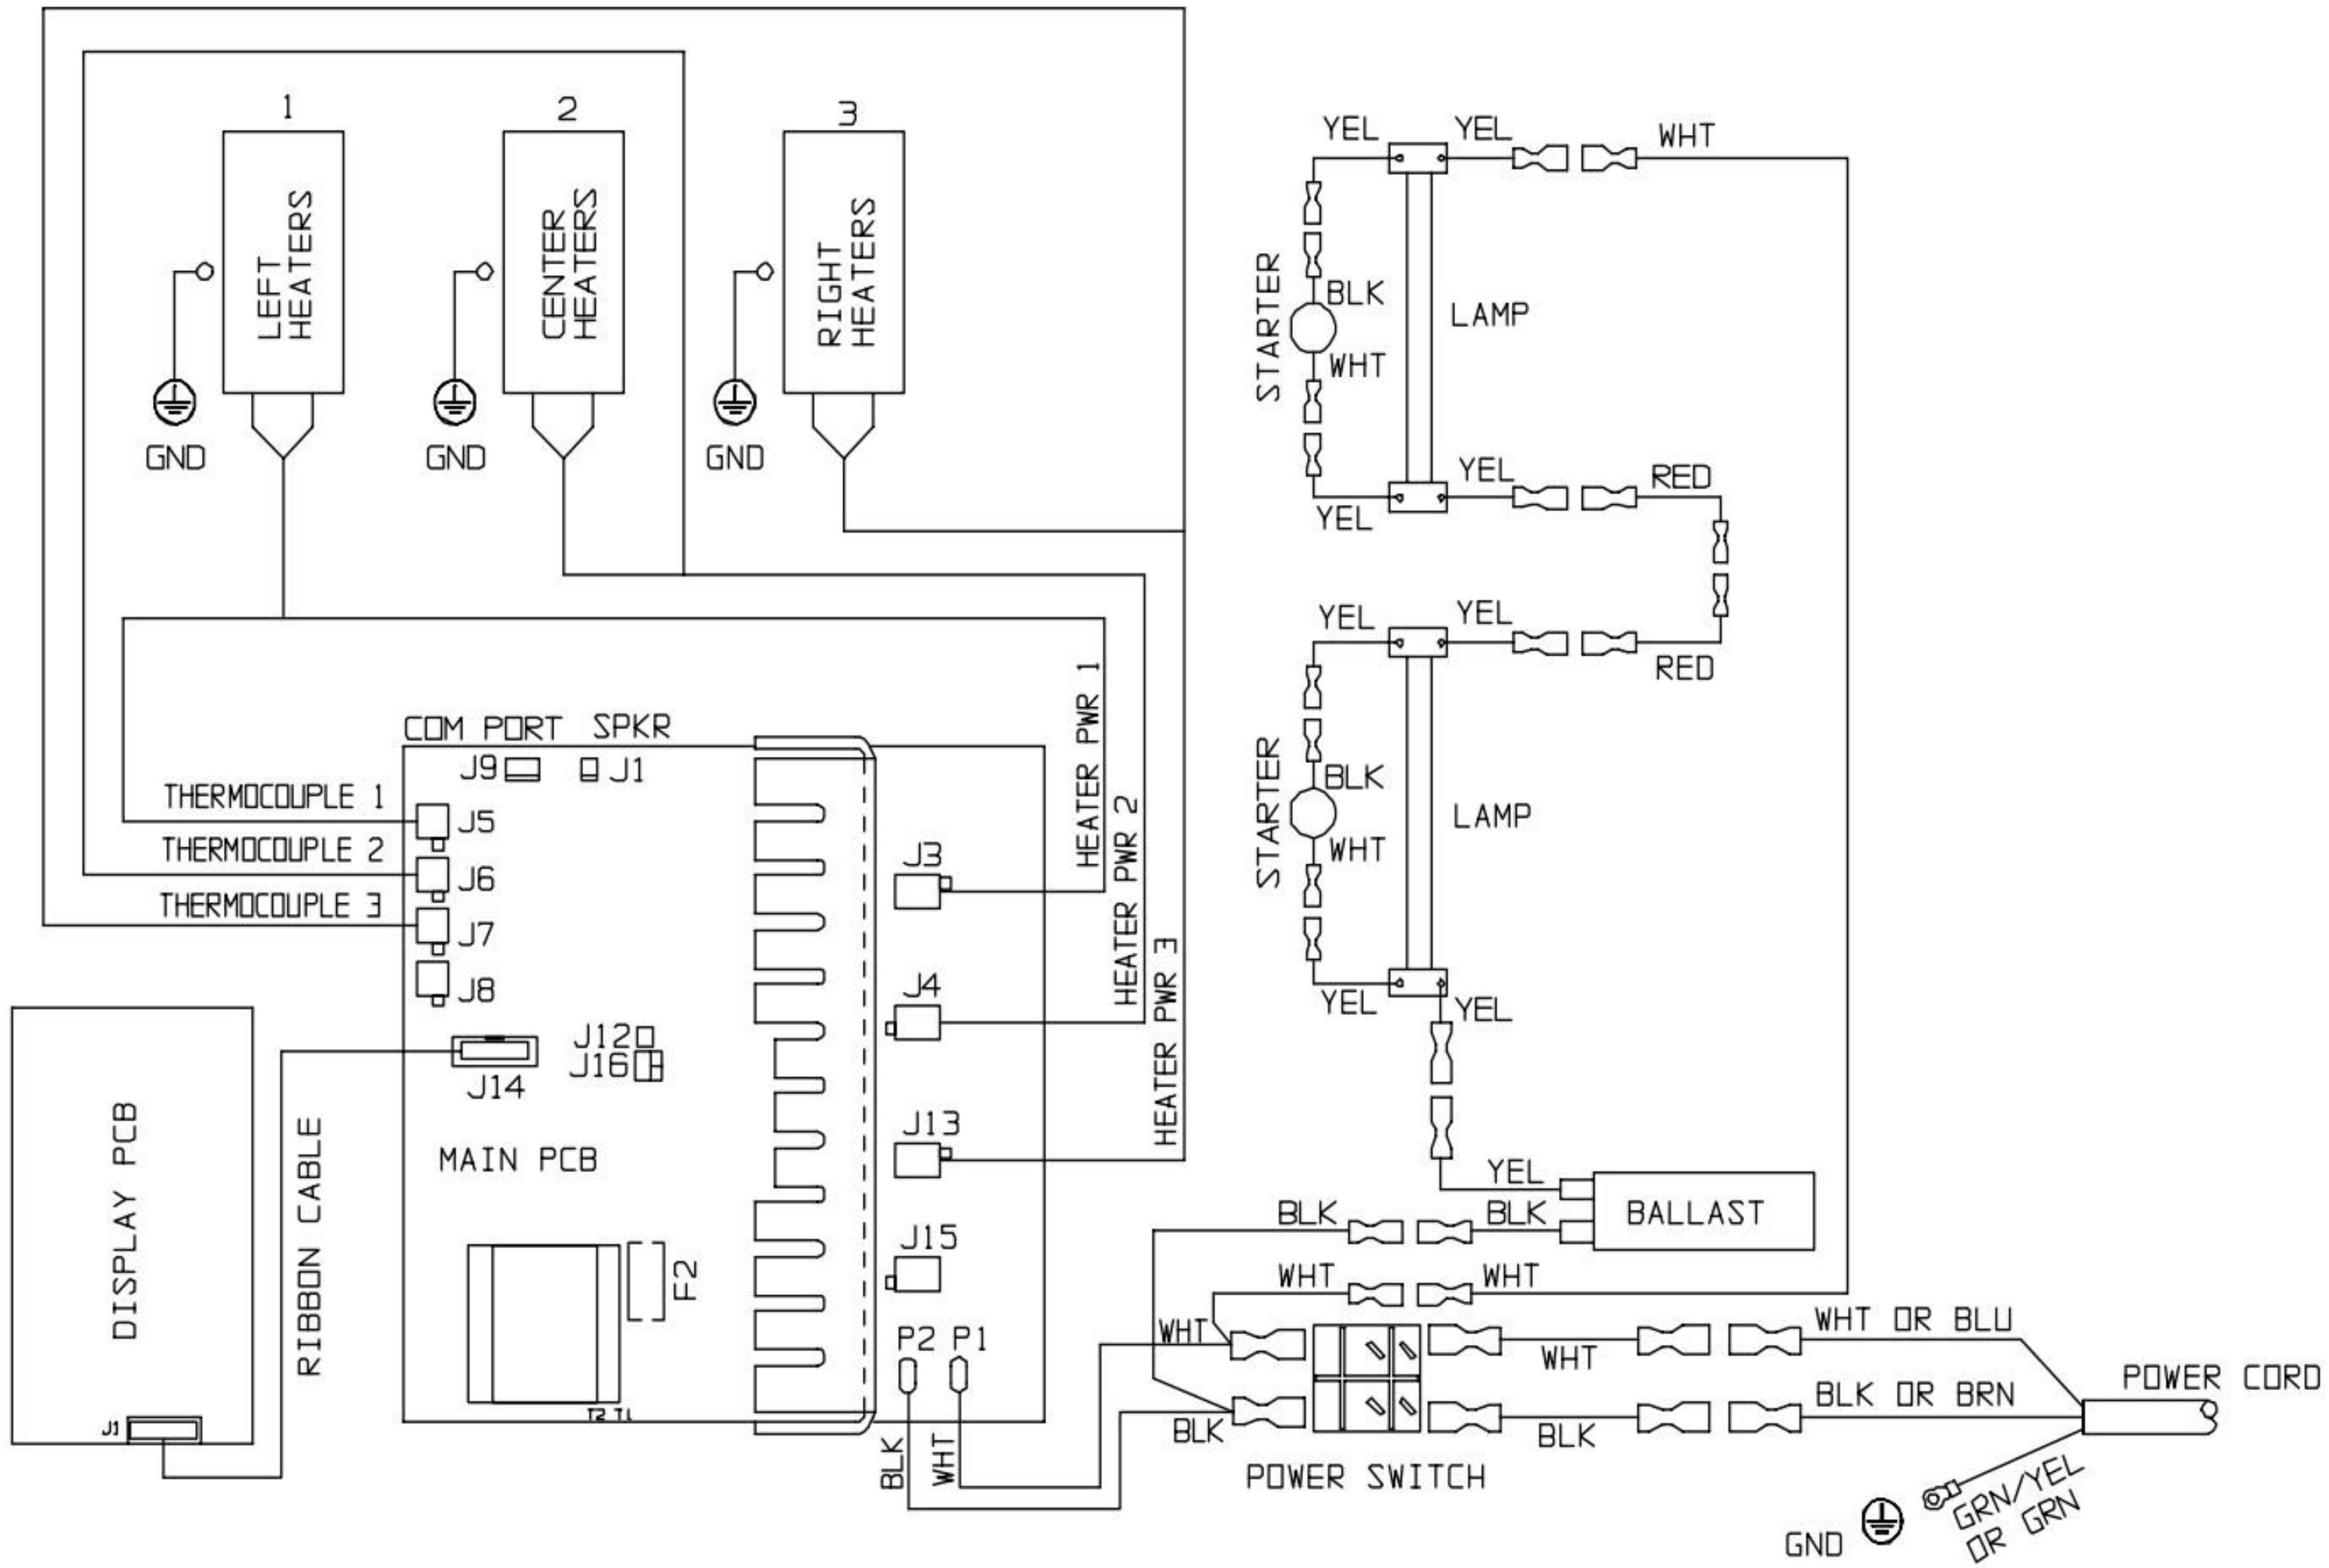 1
2
3
LEFT
HEATERS
CENTER
HEATERS
RIGHT
HEATERS
GND
GND
GND
YEL
YEL
WHT
STARTER
BLK
WHT
LAMP
YEL
YEL
RED
YEL
YEL
RED
STARTER
BLK
WHT
LAMP
YEL
YEL
COM PORT
SPKR
J9
J1
THERMOCOUPLE 1
J5
THERMOCOUPLE 2
J6
THERMOCOUPLE 3
J7
J8
J12
J16
J14
MAIN PCB
F2
T2 T1
J3
J4
J13
J15
P2
P1
HEATER PWR 1
HEATER PWR 2
HEATER PWR 3
DISPLAY PCB
J1
RIBBON CABLE
BLK
WHT
YEL
BLK
BLK
BALLAST
WHT
WHT
WHT
BLK
POWER SWITCH
WHT
BLK
WHT OR BLU
BLK OR BRN
POWER CORD
GRN/YEL
OR GRN
GND